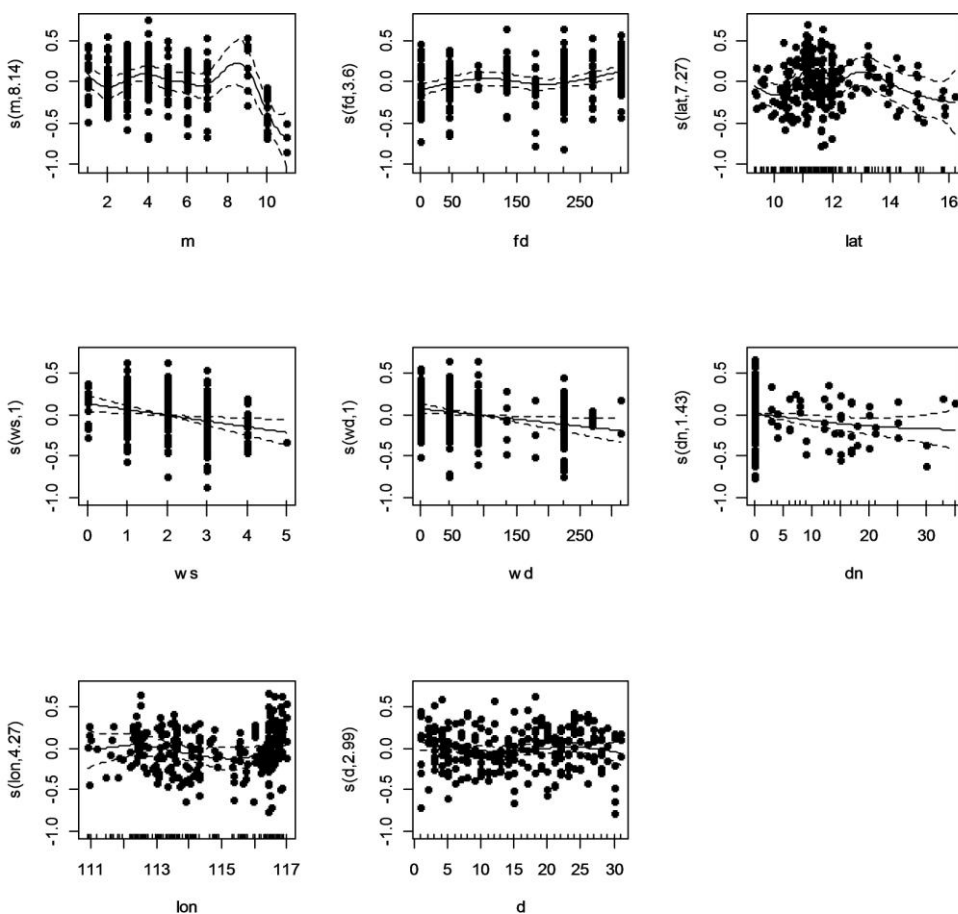 s(m,8.14)
0.5
0.0
-0.5
-1.0
2 4 6 8 10
m
s(fd,3.6)
0.5
0.0
-0.5
-1.0
0 50 150 250
fd
s(lat,7.27)
0.5
0.0
-0.5
-1.0
10 12 14 16
lat
s(ws,1)
0.5
0.0
-0.5
-1.0
0 1 2 3 4 5
ws
s(wd,1)
0.5
0.0
-0.5
-1.0
0 50 150 250
wd
s(dn,1.43)
0.5
0.0
-0.5
-1.0
0 5 10 20 30
dn
s(lon,4.27)
0.5
0.0
-0.5
-1.0
111 113 115 117
lon
s(d,2.99)
0.5
0.0
-0.5
-1.0
0 5 10 15 20 25 30
d